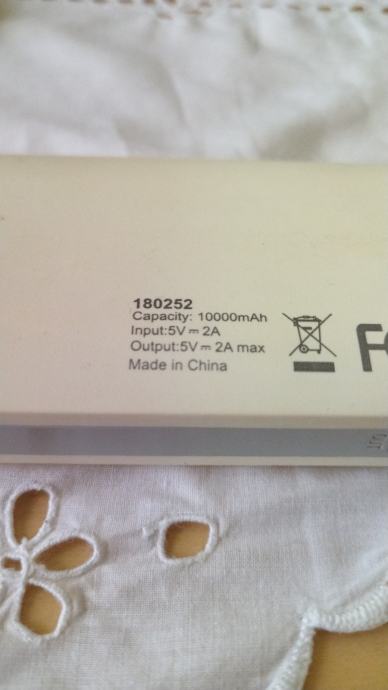 180252
Capacity: 10000mAh
Input:5V⎓2A
Output:5V⎓2A max
Made in China